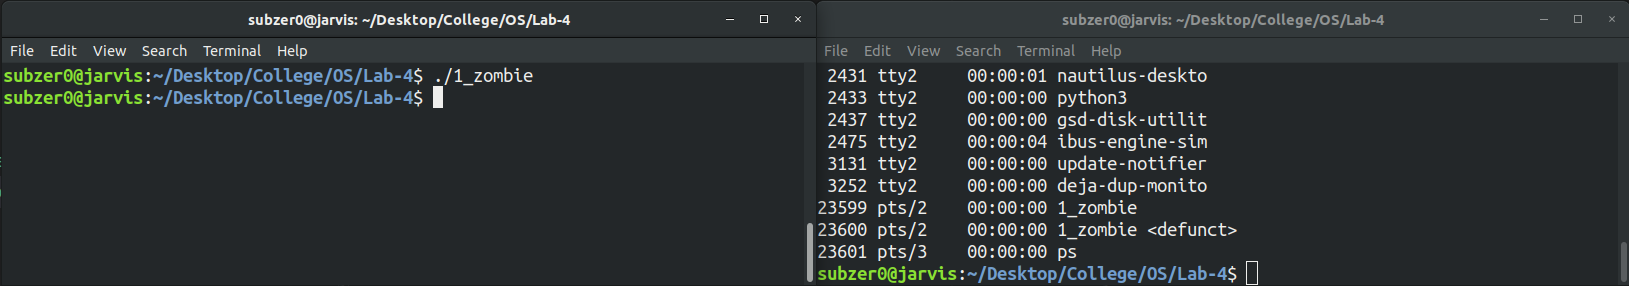 subzer0@jarvis: ~/Desktop/College/OS/Lab-4
File Edit View Search Terminal Help
subzer0@jarvis:~/Desktop/College/OS/Lab-4$ ./1_zombie
subzer0@jarvis:~/Desktop/College/OS/Lab-4$
subzer0@jarvis: ~/Desktop/College/OS/Lab-4
File Edit View Search Terminal Help
2431 tty2 00:00:01 nautilus-deskto
2433 tty2 00:00:00 python3
2437 tty2 00:00:00 gsd-disk-utilit
2475 tty2 00:00:04 ibus-engine-sim
3131 tty2 00:00:00 update-notifier
3252 tty2 00:00:00 deja-dup-monito
23599 pts/2 00:00:00 1_zombie
23600 pts/2 00:00:00 1_zombie <defunct>
23601 pts/3 00:00:00 ps
subzer0@jarvis:~/Desktop/College/OS/Lab-4$